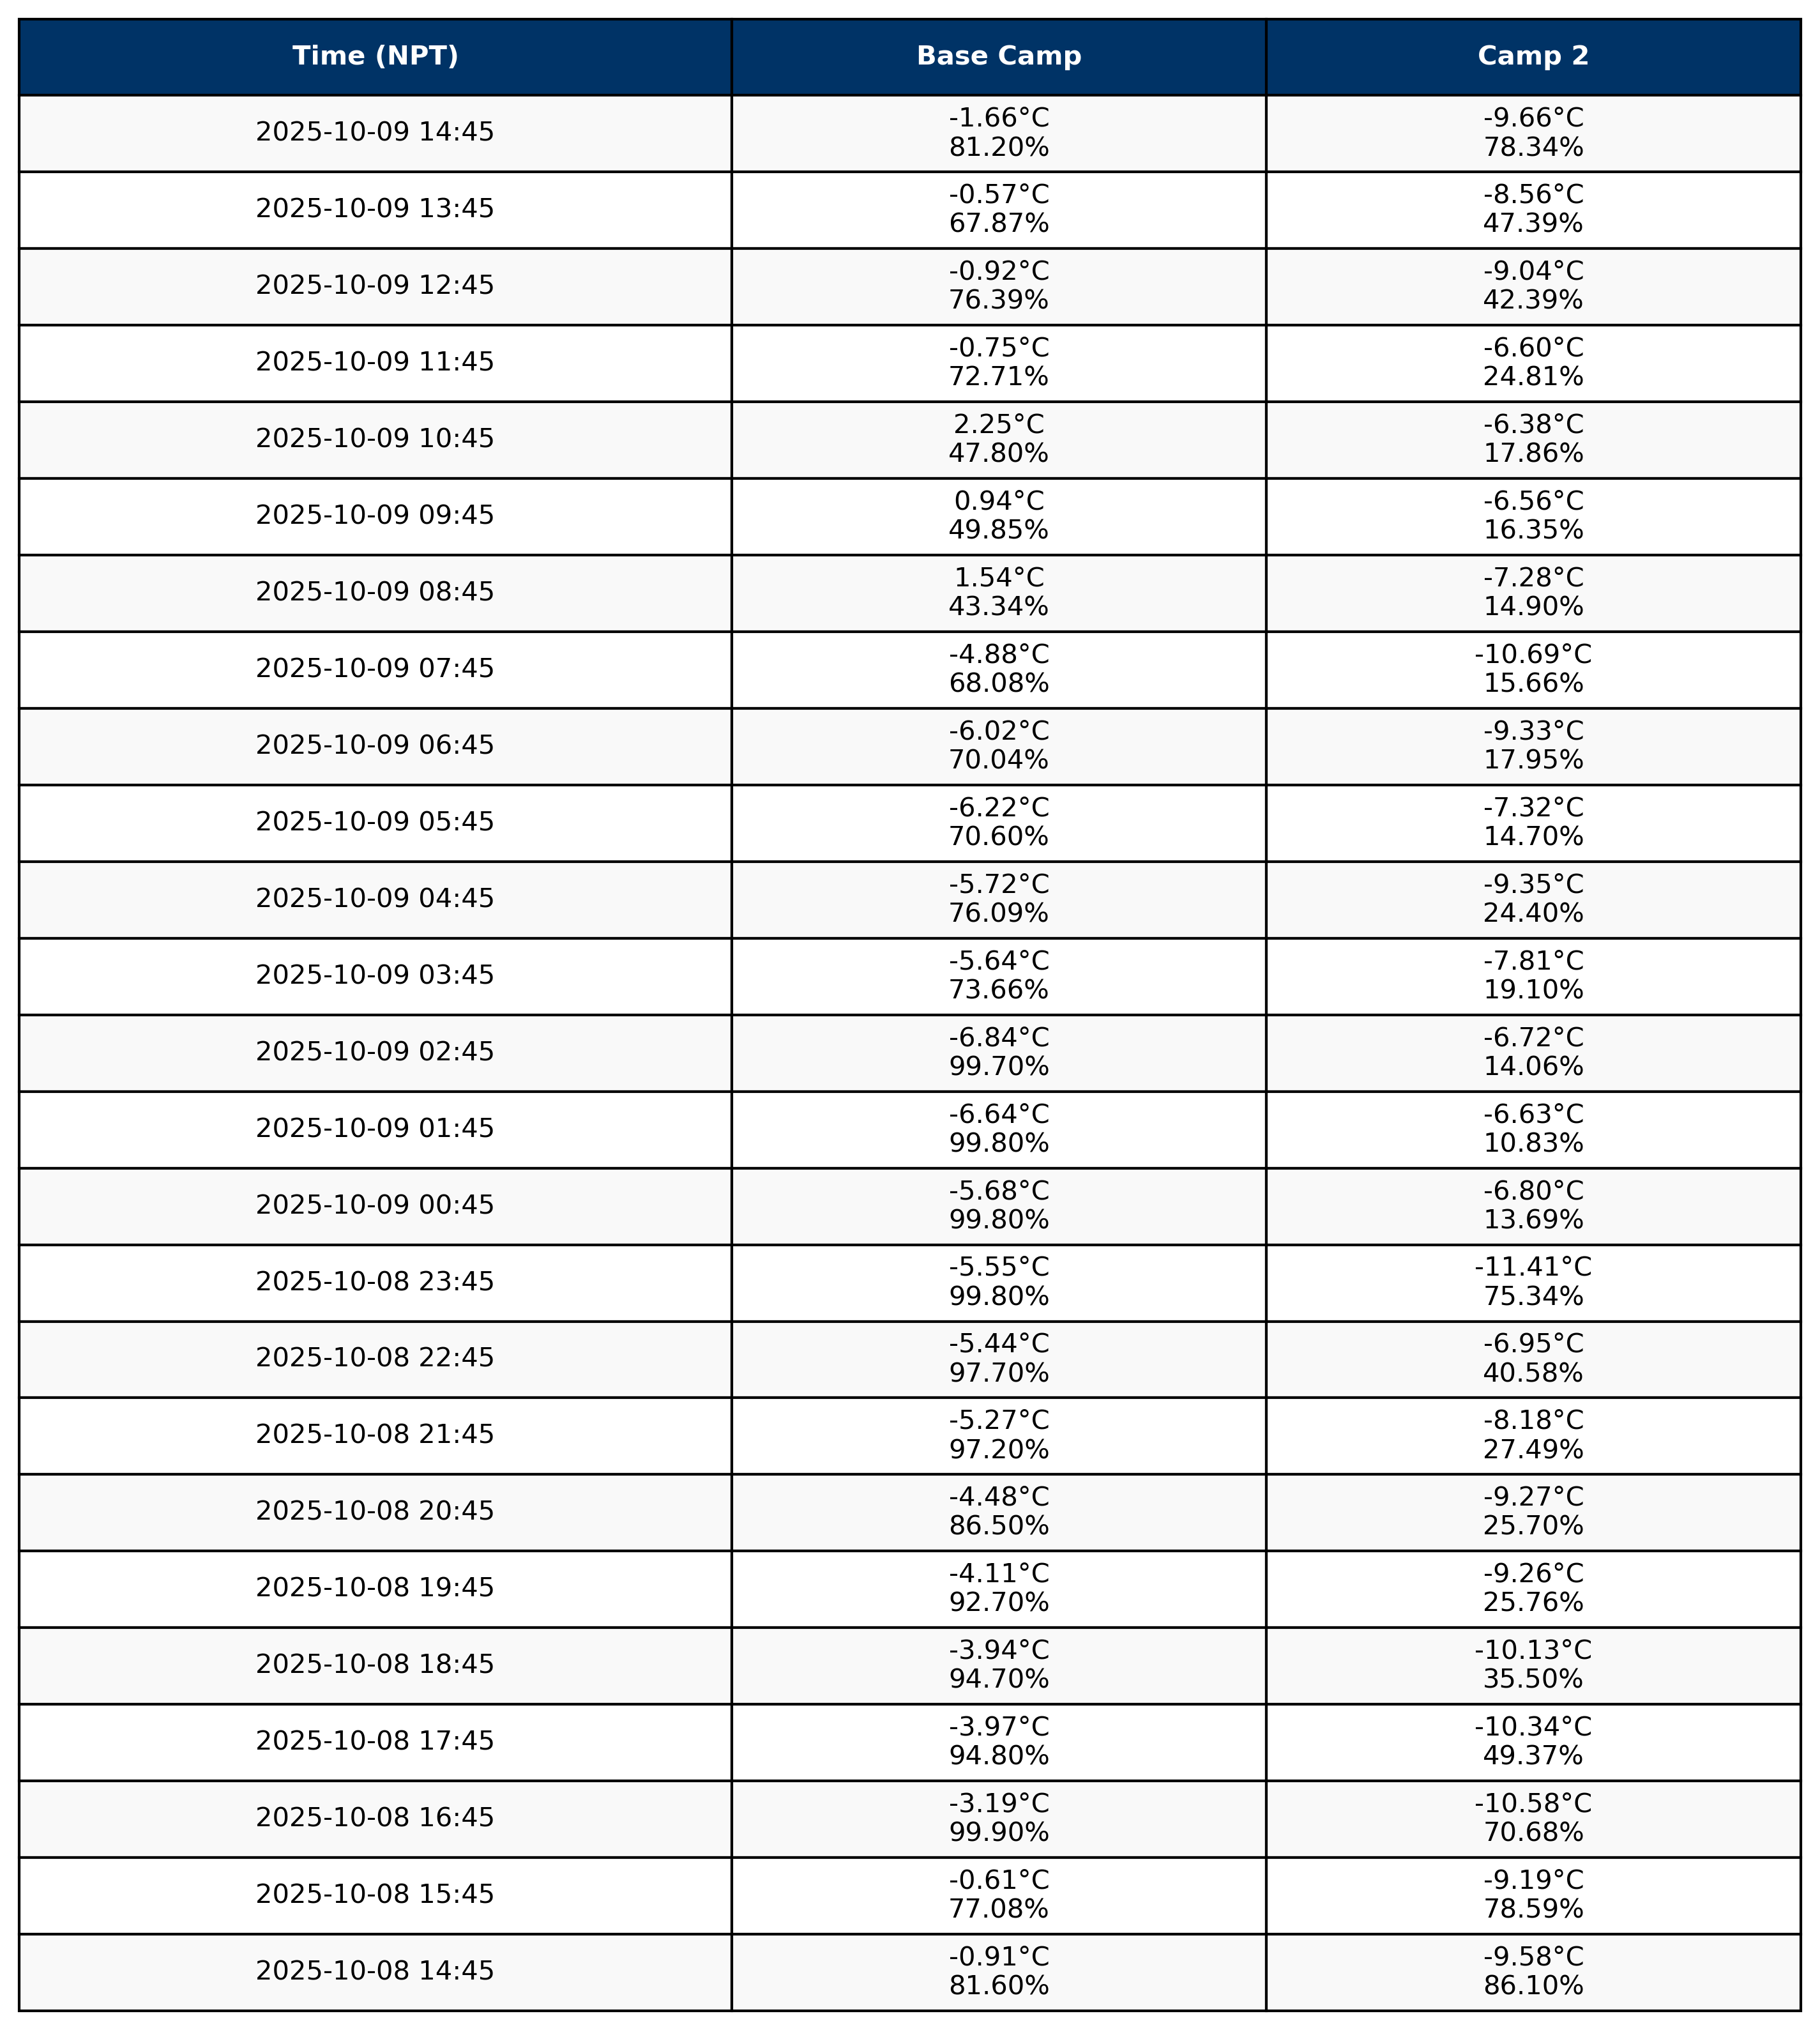 Time (NPT) Base Camp Camp 2
2025-10-09 14:45 -1.66°C -9.66°C
81.20% 78.34%
2025-10-09 13:45 -0.57°C -8.56°C
67.87% 47.39%
2025-10-09 12:45 -0.92°C -9.04°C
76.39% 42.39%
2025-10-09 11:45 -0.75°C -6.60°C
72.71% 24.81%
2025-10-09 10:45 2.25°C -6.38°C
47.80% 17.86%
2025-10-09 09:45 0.94°C -6.56°C
49.85% 16.35%
2025-10-09 08:45 1.54°C -7.28°C
43.34% 14.90%
2025-10-09 07:45 -4.88°C -10.69°C
68.08% 15.66%
2025-10-09 06:45 -6.02°C -9.33°C
70.04% 17.95%
2025-10-09 05:45 -6.22°C -7.32°C
70.60% 14.70%
2025-10-09 04:45 -5.72°C -9.35°C
76.09% 24.40%
2025-10-09 03:45 -5.64°C -7.81°C
73.66% 19.10%
2025-10-09 02:45 -6.84°C -6.72°C
99.70% 14.06%
2025-10-09 01:45 -6.64°C -6.63°C
99.80% 10.83%
2025-10-09 00:45 -5.68°C -6.80°C
99.80% 13.69%
2025-10-08 23:45 -5.55°C -11.41°C
99.80% 75.34%
2025-10-08 22:45 -5.44°C -6.95°C
97.70% 40.58%
2025-10-08 21:45 -5.27°C -8.18°C
97.20% 27.49%
2025-10-08 20:45 -4.48°C -9.27°C
86.50% 25.70%
2025-10-08 19:45 -4.11°C -9.26°C
92.70% 25.76%
2025-10-08 18:45 -3.94°C -10.13°C
94.70% 35.50%
2025-10-08 17:45 -3.97°C -10.34°C
94.80% 49.37%
2025-10-08 16:45 -3.19°C -10.58°C
99.90% 70.68%
2025-10-08 15:45 -0.61°C -9.19°C
77.08% 78.59%
2025-10-08 14:45 -0.91°C -9.58°C
81.60% 86.10%